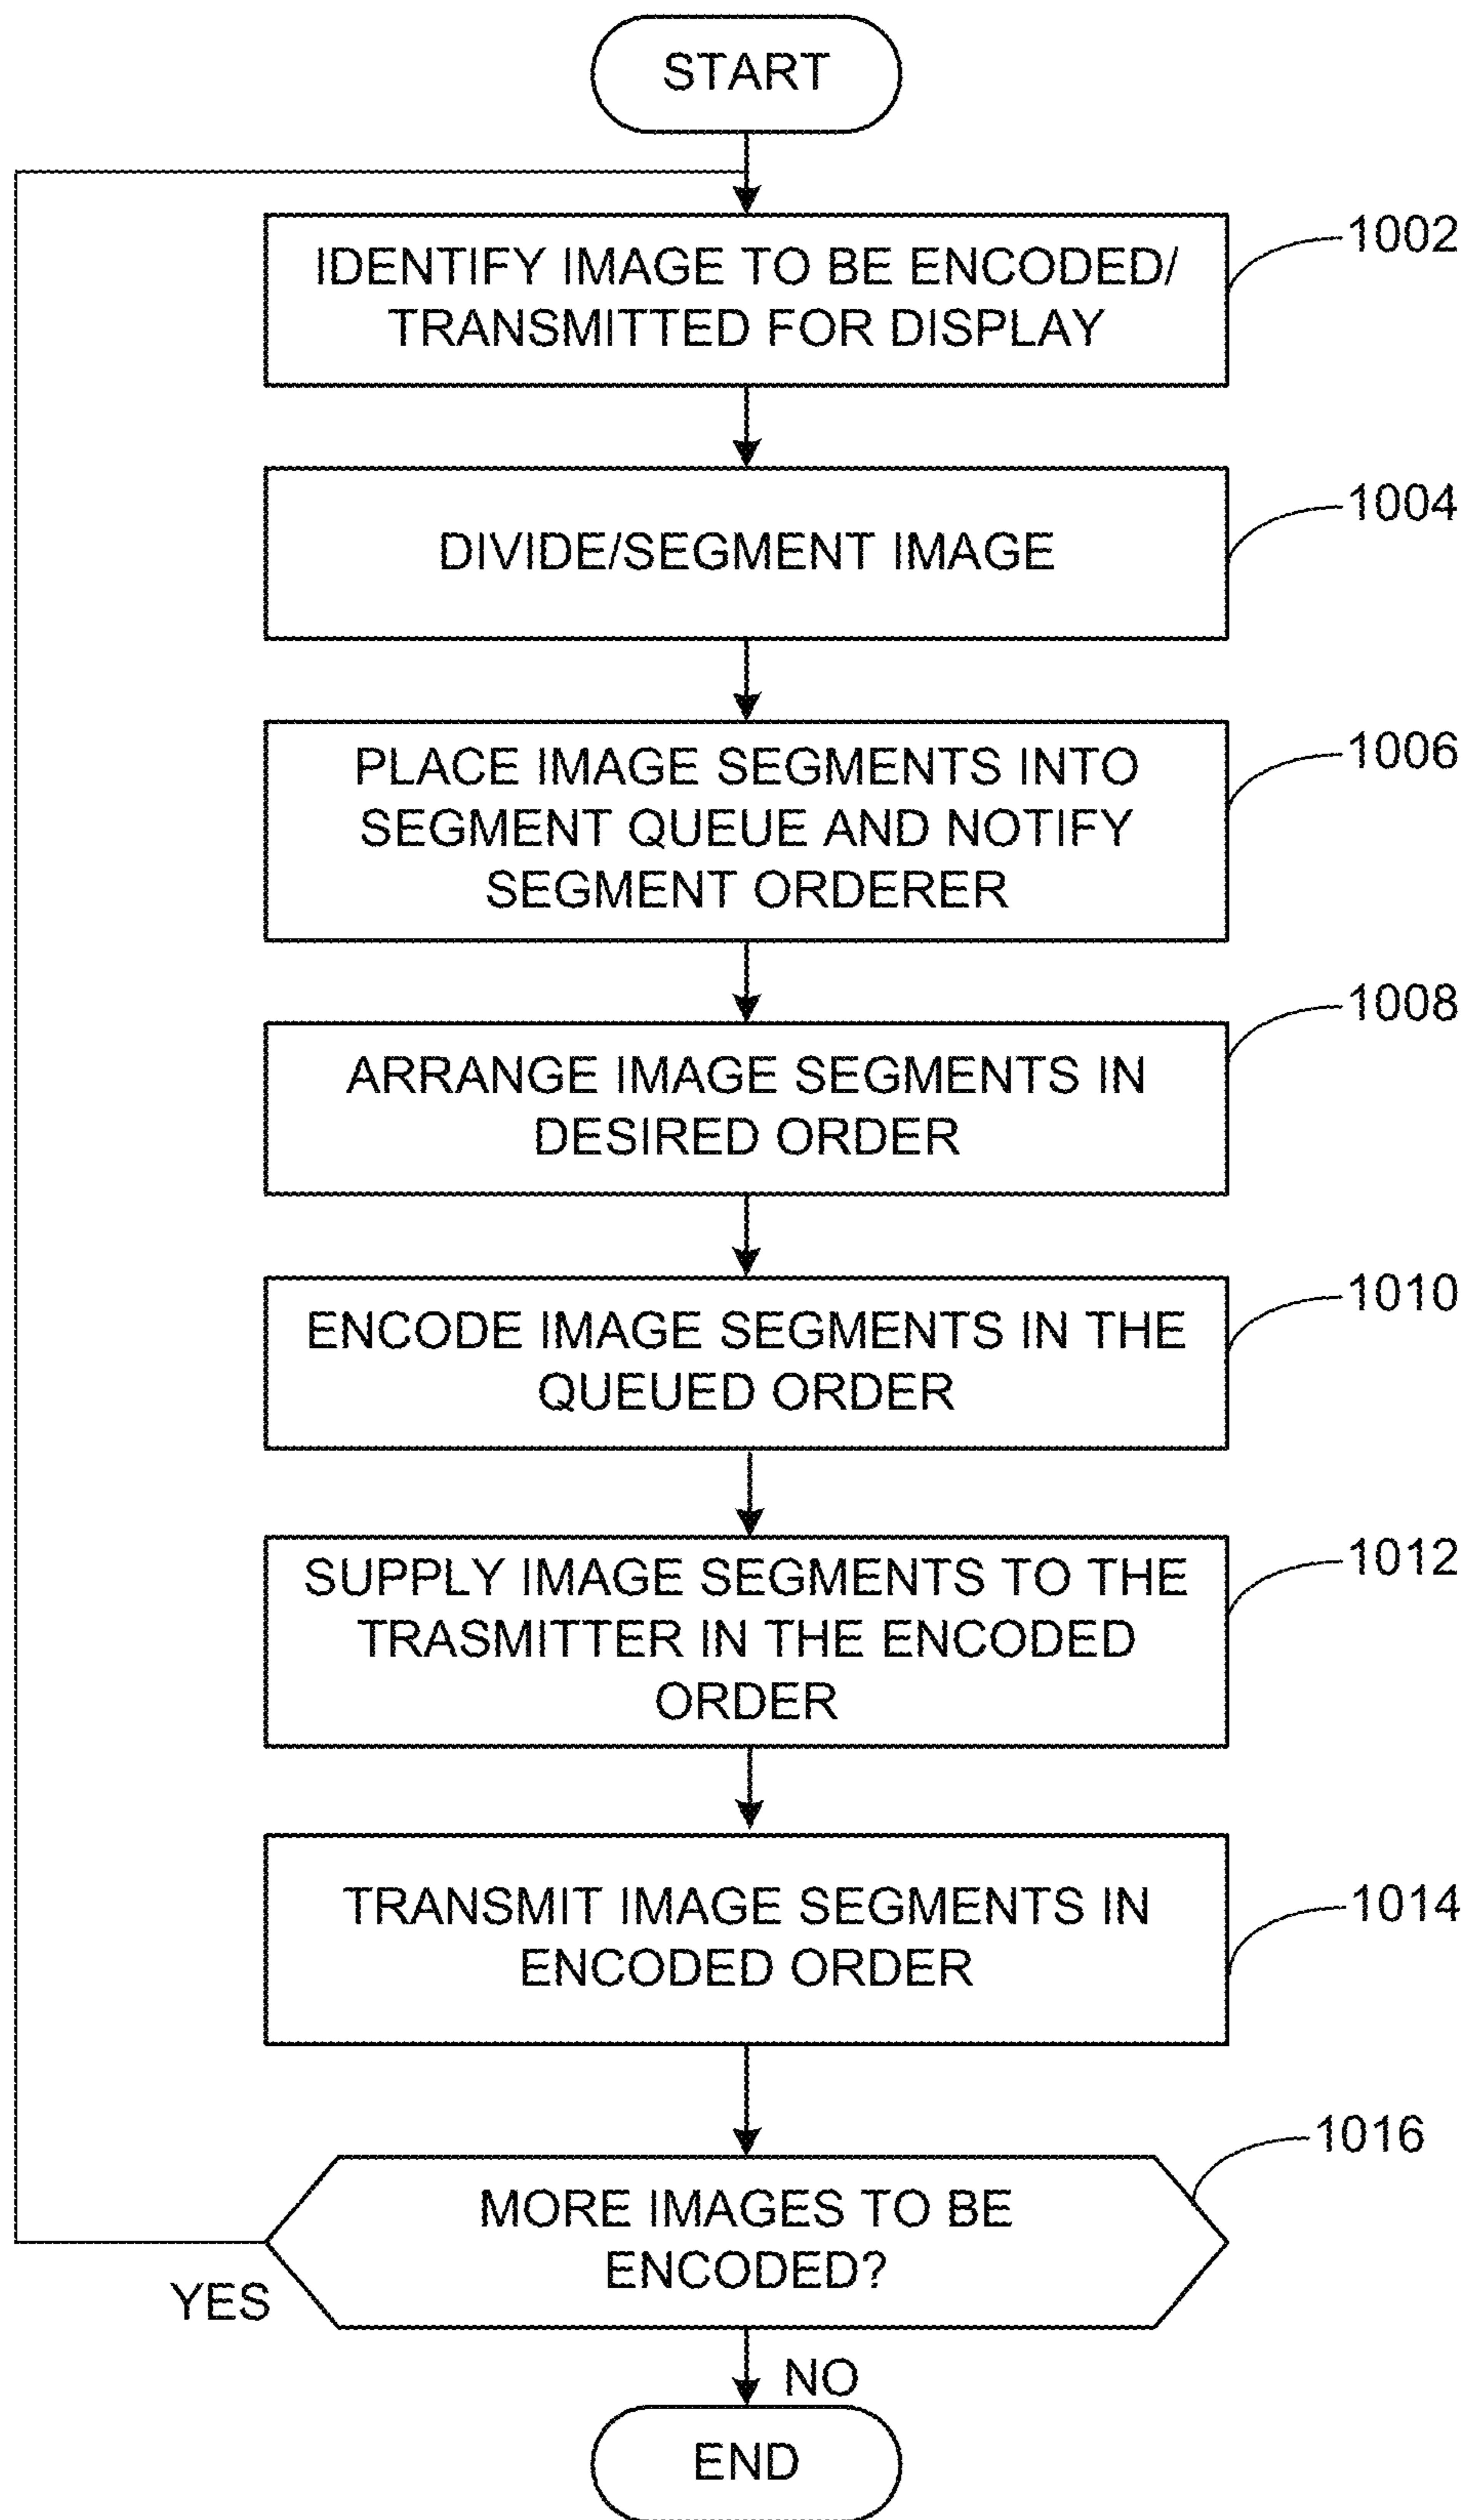 START
IDENTIFY IMAGE TO BE ENCODED/
TRANSMITTED FOR DISPLAY
1002
DIVIDE/SEGMENT IMAGE
1004
PLACE IMAGE SEGMENTS INTO
SEGMENT QUEUE AND NOTIFY
SEGMENT ORDERER
1006
ARRANGE IMAGE SEGMENTS IN
DESIRED ORDER
1008
ENCODE IMAGE SEGMENTS IN THE
QUEUED ORDER
1010
SUPPLY IMAGE SEGMENTS TO THE
TRASMITTER IN THE ENCODED
ORDER
1012
TRANSMIT IMAGE SEGMENTS IN
ENCODED ORDER
1014
MORE IMAGES TO BE
ENCODED?
1016
YES
NO
END